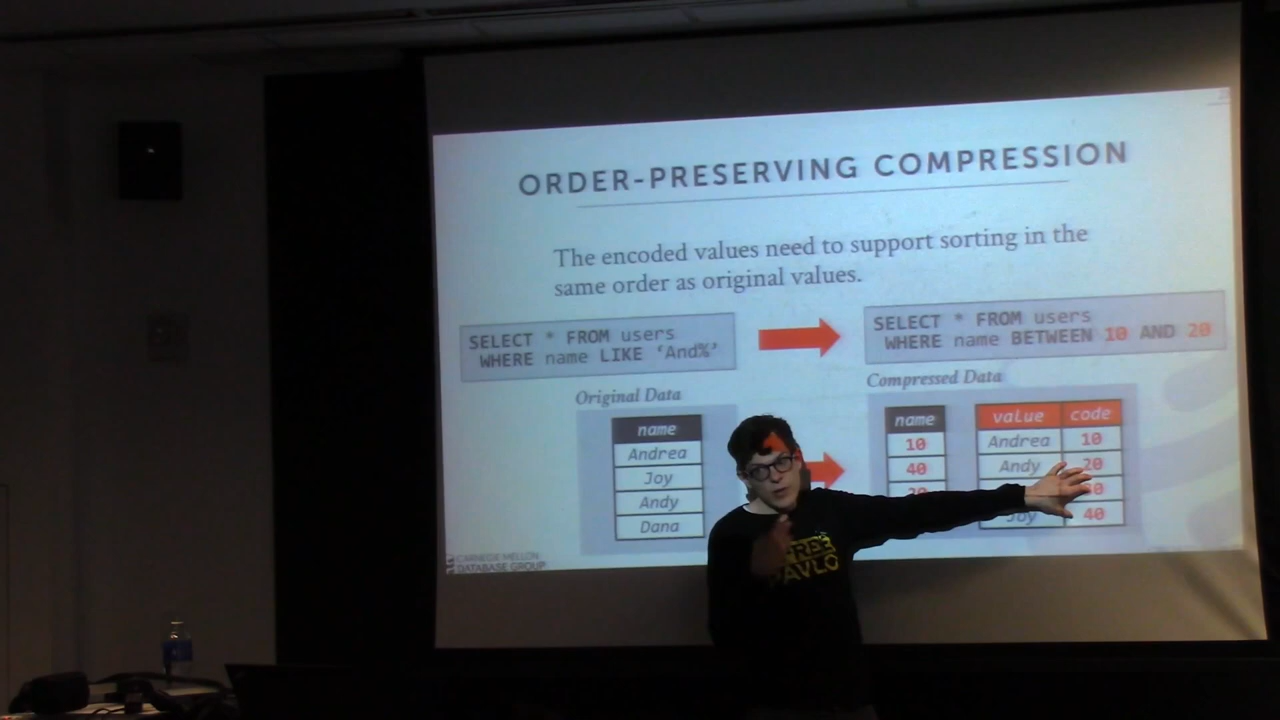 ORDER-PRESERVING COMPRESSION
The encoded values need to support sorting in the
same order as original values.
SELECT * FROM users
WHERE name LIKE ‘And%’
SELECT * FROM users
WHERE name BETWEEN 10 AND 20
Original Data
name
Andrea
Joy
Andy
Dana
Compressed Data
name
10
40
value code
Andrea 10
Andy 20
Joy 40
CARNEGIE MELLON
DATABASE GROUP
FREE
PAVLO